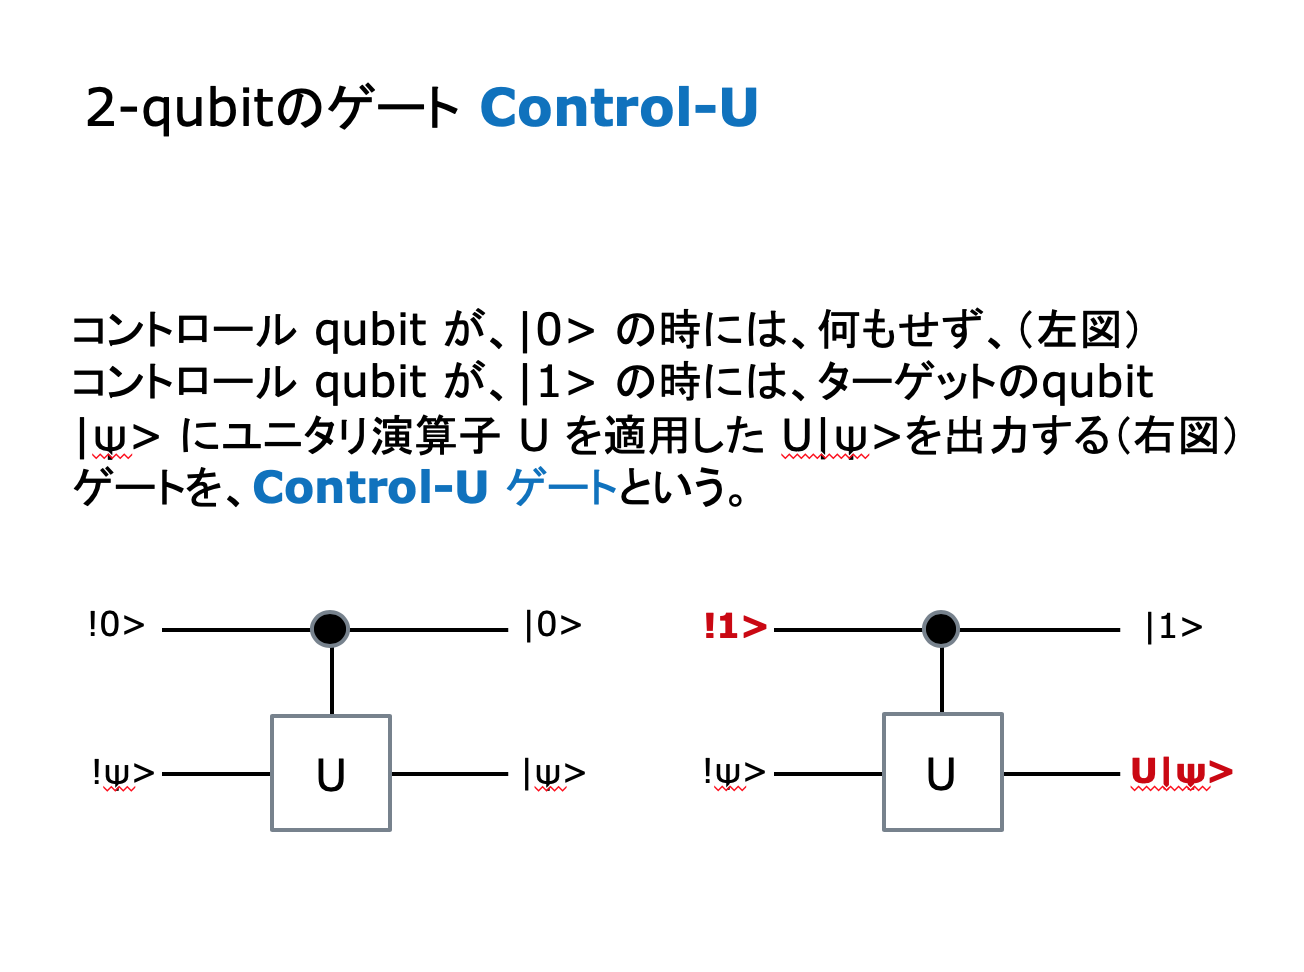 2-qubitのゲート Control-U
コントロール qubit が、|0> の時には、何もせず、（左図）
コントロール qubit が、|1> の時には、ターゲットのqubit
|ψ> にユニタリ演算子 U を適用した U|ψ>を出力する（右図）
ゲートを、Control-U ゲートという。
!0> |0>
!ψ> U |ψ>
!1> |1>
!ψ> U U|ψ>